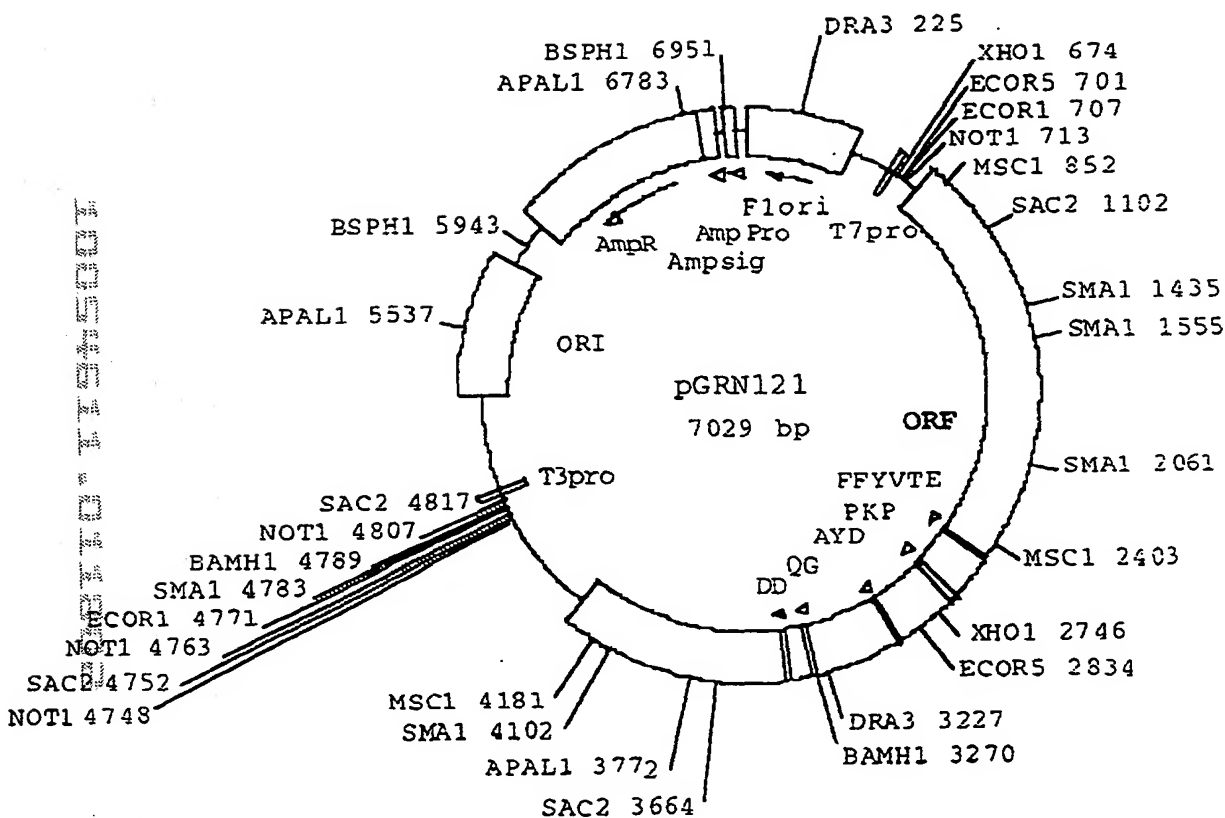 DRA3 225
BSPH1 6951
APAL1 6783
XHO1 674
ECOR5 701
ECOR1 707
NOT1 713
MSC1 852
SAC2 1102
SMA1 1435
SMA1 1555
SMA1 2061
MSC1 2403
XHO1 2746
ECOR5 2834
DRA3 3227
BAMH1 3270
SAC2 3664
APAL1 3772
SMA1 4102
MSC1 4181
NOT1 4748
SAC2 4752
NOT1 4763
ECOR1 4771
SMA1 4783
BAMH1 4789
NOT1 4807
SAC2 4817
T3pro
APAL1 5537
BSPH1 5943
ORI
AmpR
Ampsig
Amp Pro
F1ori
T7pro
pGRN121
7029 bp
ORF
FFYVTE
PKP
AYD
QG
DD